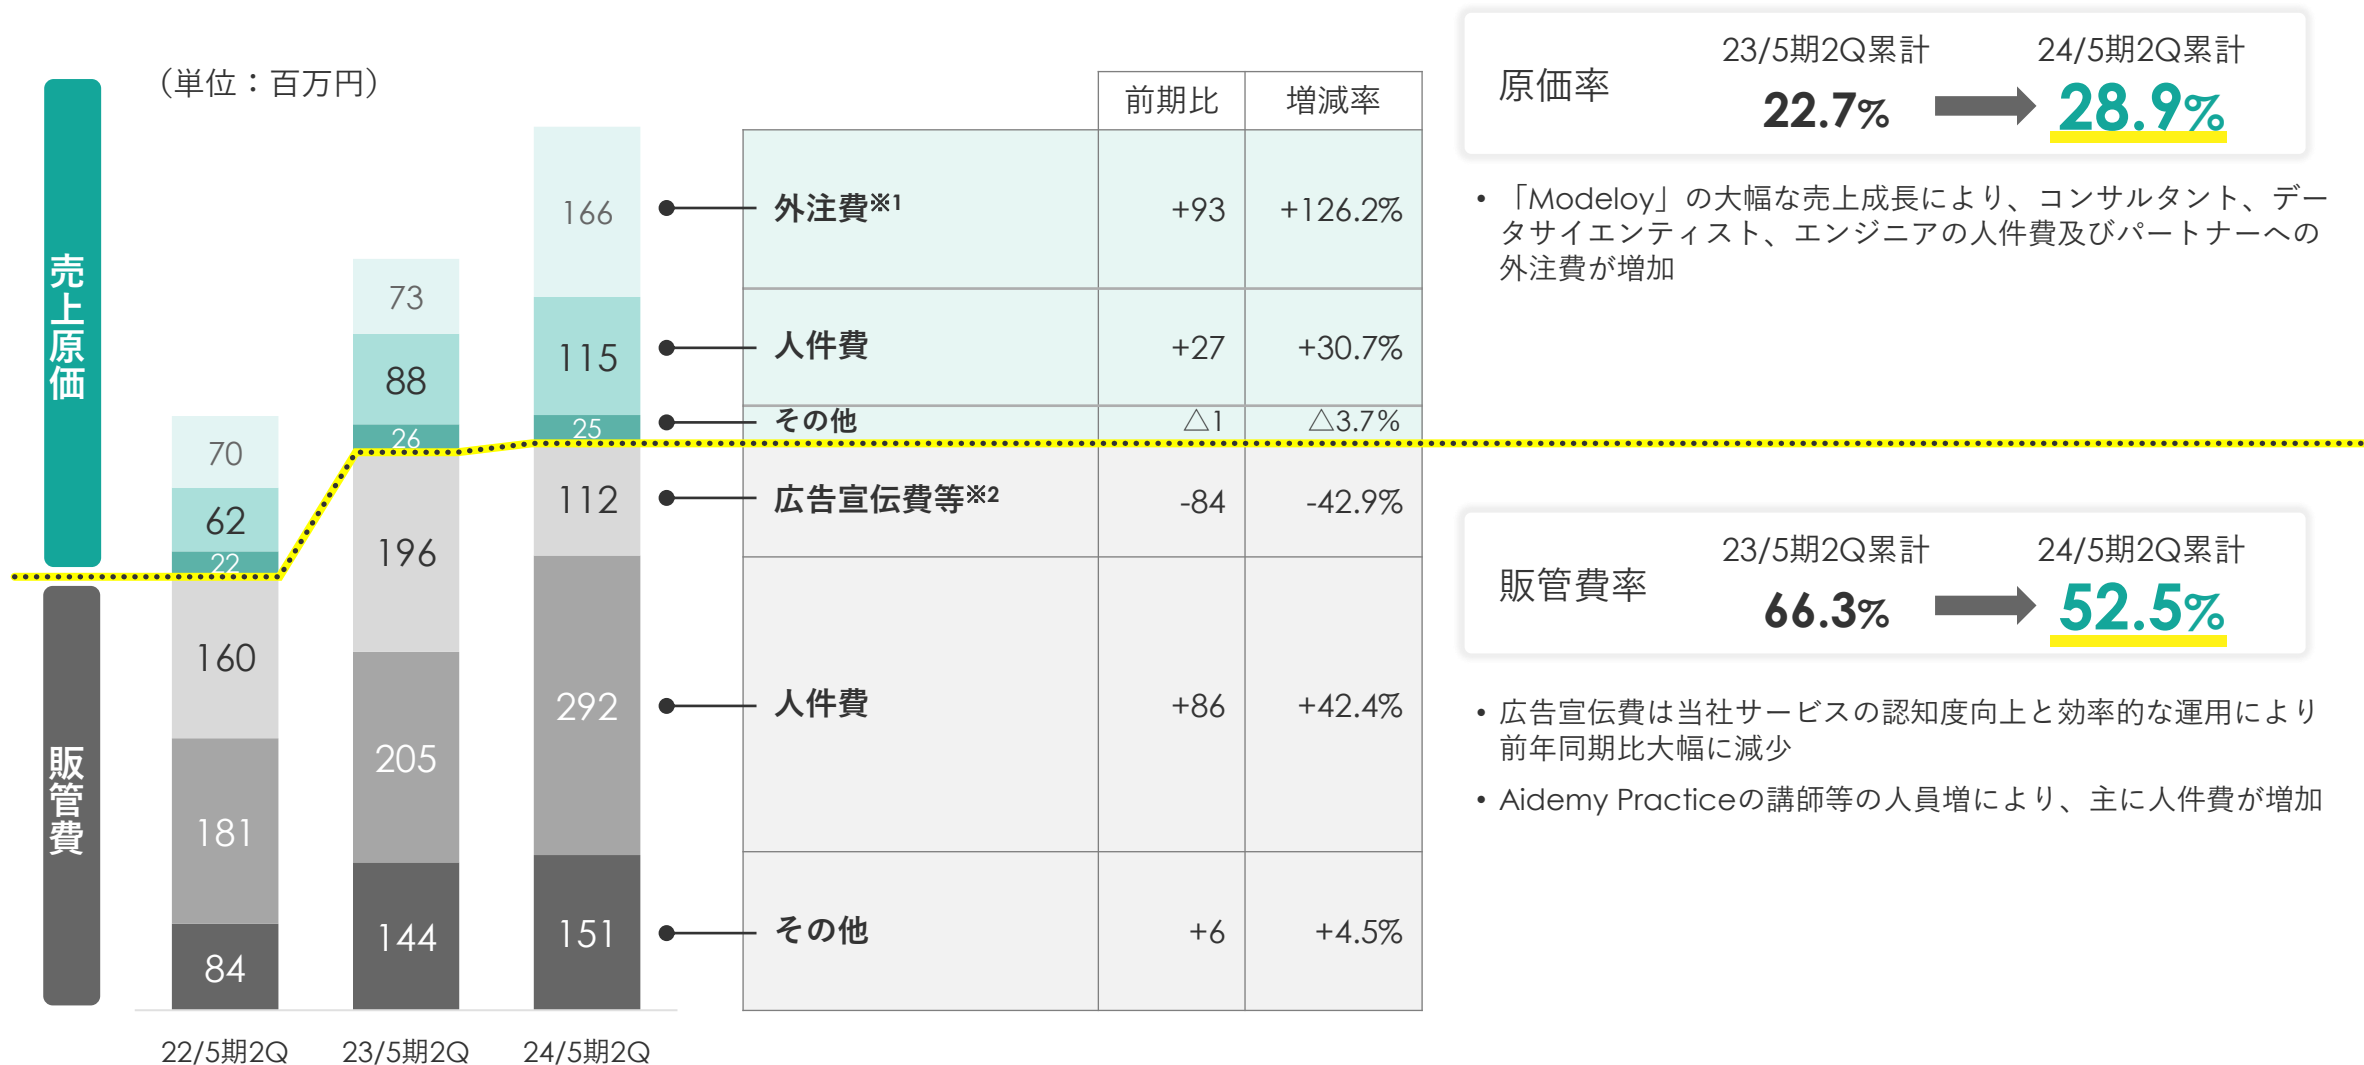 （単位：百万円）
売上原価
販管費
70
62
22
160
181
84
22/5期2Q
73
88
26
196
205
144
23/5期2Q
166
115
25
112
292
151
24/5期2Q
前期比 増減率
外注費※1 +93 +126.2%
人件費 +27 +30.7%
その他 △1 △3.7%
広告宣伝費等※2 -84 -42.9%
人件費 +86 +42.4%
その他 +6 +4.5%
原価率
23/5期2Q累計 24/5期2Q累計
22.7% 28.9%
• 「Modeloy」の大幅な売上成長により、コンサルタント、デー
タサイエンティスト、エンジニアの人件費及びパートナーへの
外注費が増加
販管費率
23/5期2Q累計 24/5期2Q累計
66.3% 52.5%
• 広告宣伝費は当社サービスの認知度向上と効率的な運用により
前年同期比大幅に減少
• Aidemy Practiceの講師等の人員増により、主に人件費が増加